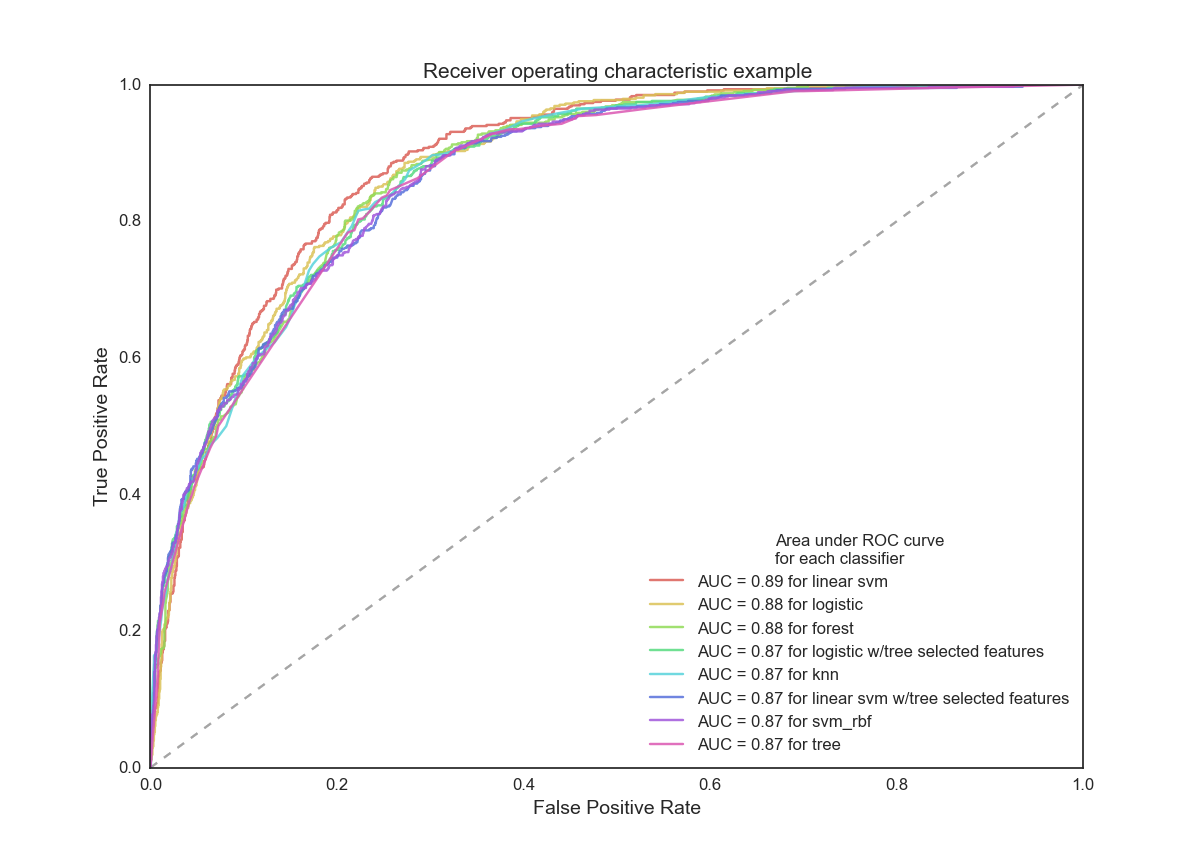 Receiver operating characteristic example
1.0
0.8
0.6
0.4
0.2
0.0
True Positive Rate
Area under ROC curve
for each classifier
AUC = 0.89 for linear svm
AUC = 0.88 for logistic
AUC = 0.88 for forest
AUC = 0.87 for logistic w/tree selected features
AUC = 0.87 for knn
AUC = 0.87 for linear svm w/tree selected features
AUC = 0.87 for svm_rbf
AUC = 0.87 for tree
0.0 0.2 0.4 0.6 0.8 1.0
False Positive Rate